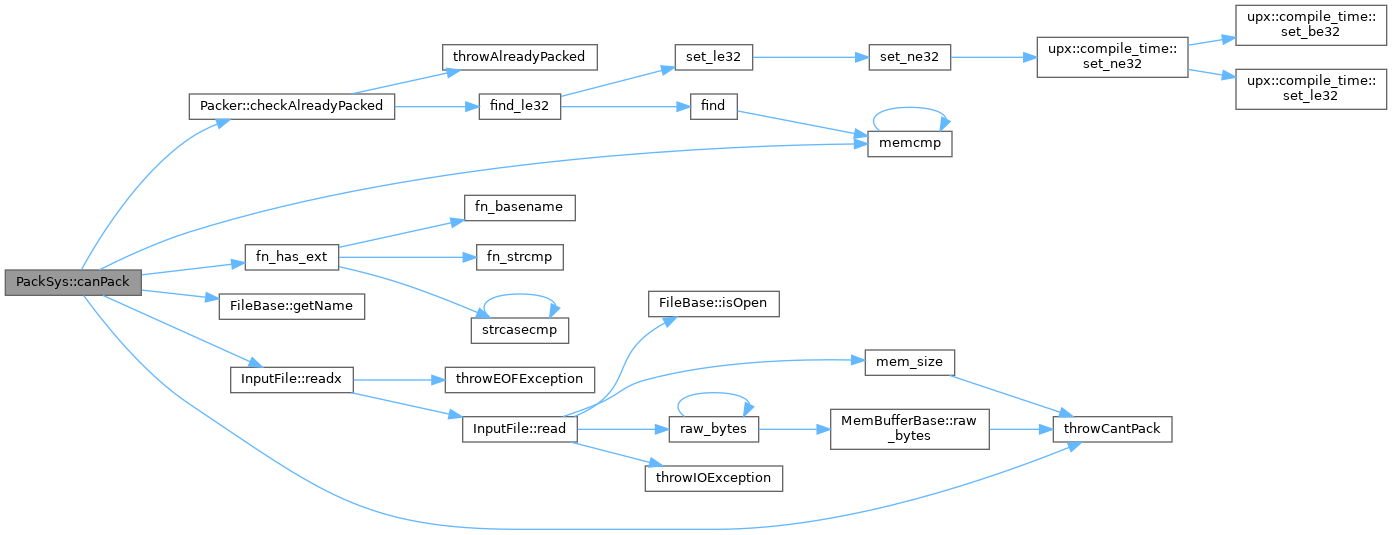 upx::compile_time::
set_be32
throwAlreadyPacked
set_le32
set_ne32
upx::compile_time::
set_ne32
upx::compile_time::
set_le32
Packer::checkAlreadyPacked
find_le32
find
memcmp
fn_basename
fn_has_ext
fn_strcmp
PackSys::canPack
FileBase::getName
FileBase::isOpen
strcasecmp
mem_size
InputFile::readx
throwEOFException
InputFile::read
raw_bytes
MemBufferBase::raw
_bytes
throwCantPack
throwIOException